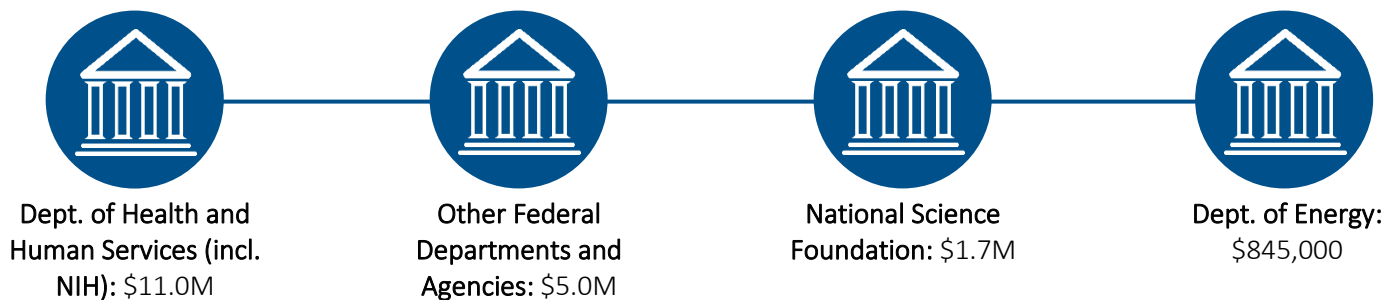 Dept. of Health and
Human Services (incl.
NIH): $11.0M
Other Federal
Departments and
Agencies: $5.0M
National Science
Foundation: $1.7M
Dept. of Energy:
$845,000